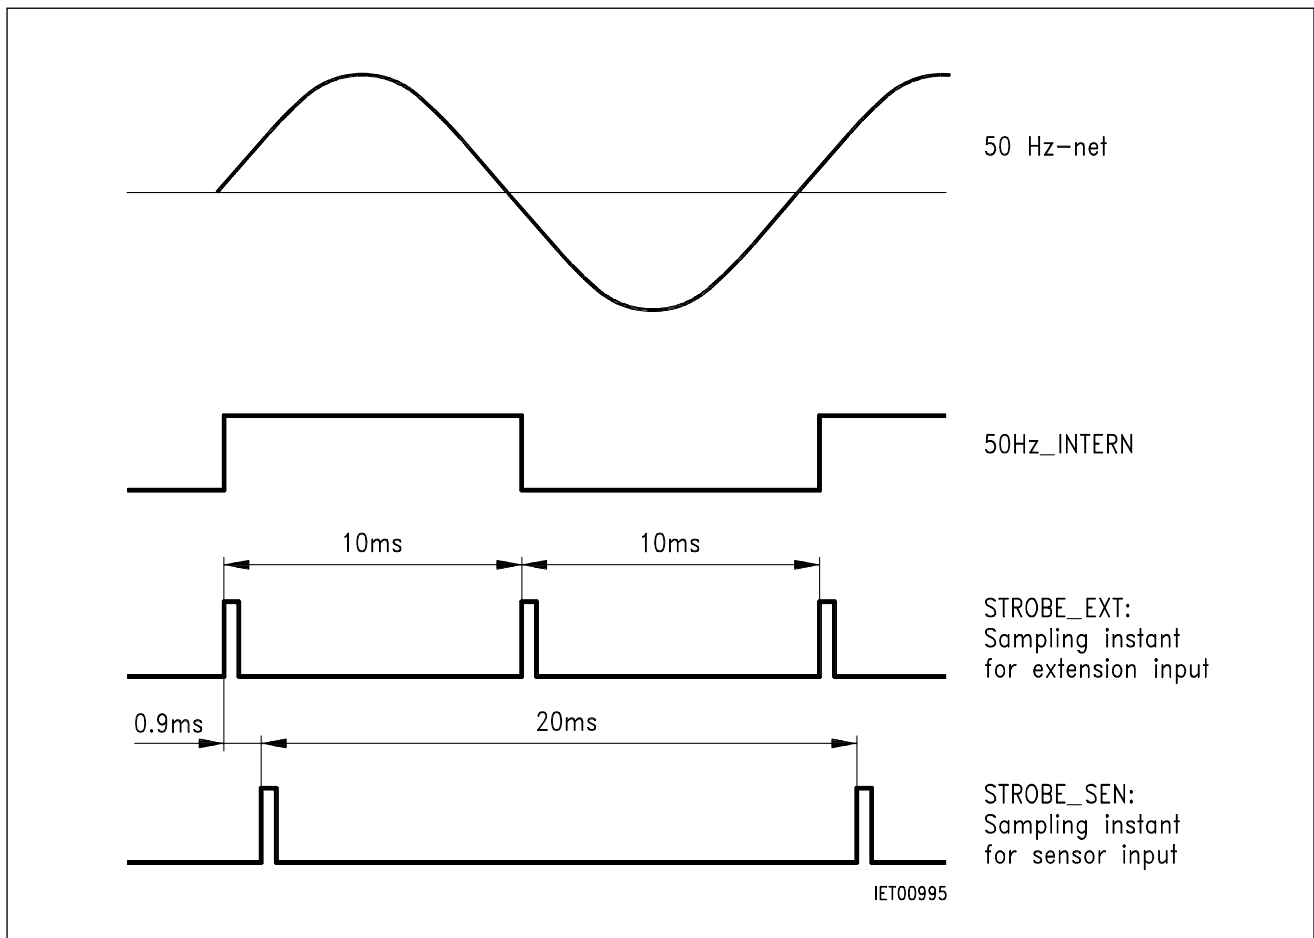 50 Hz-net
50Hz_INTERN
10ms
10ms
STROBE_EXT:
Sampling instant
for extension input
0.9ms
20ms
STROBE_SEN:
Sampling instant
for sensor input
IET00995